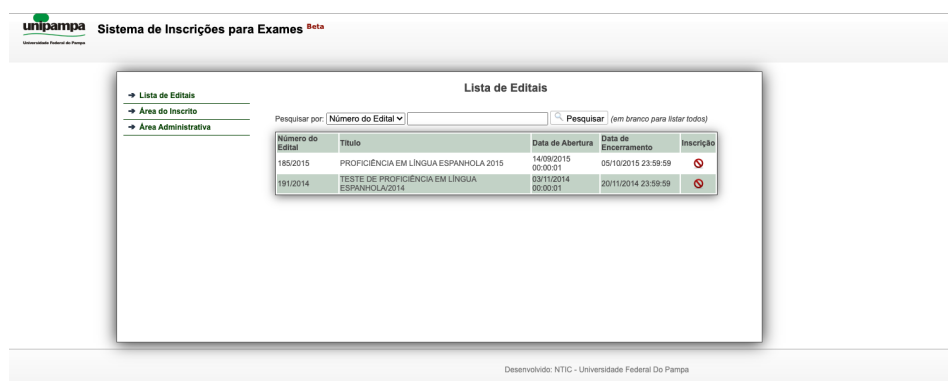 unipampa
Universidade Federal do Pampa
Sistema de Inscrições para Exames Beta
Lista de Editais
Área do Inscrito
Área Administrativa
Lista de Editais
Pesquisar por: Número do Edital Pesquisar (em branco para listar todos)
Número do Edital Título Data de Abertura Data de Encerramento Inscrição
185/2015 PROFICIÊNCIA EM LÍNGUA ESPANHOLA 2015 14/09/2015 00:00:01 05/10/2015 23:59:59
191/2014 TESTE DE PROFICIÊNCIA EM LÍNGUA ESPANHOLA/2014 03/11/2014 00:00:01 20/11/2014 23:59:59
Desenvolvido: NTIC - Universidade Federal Do Pampa